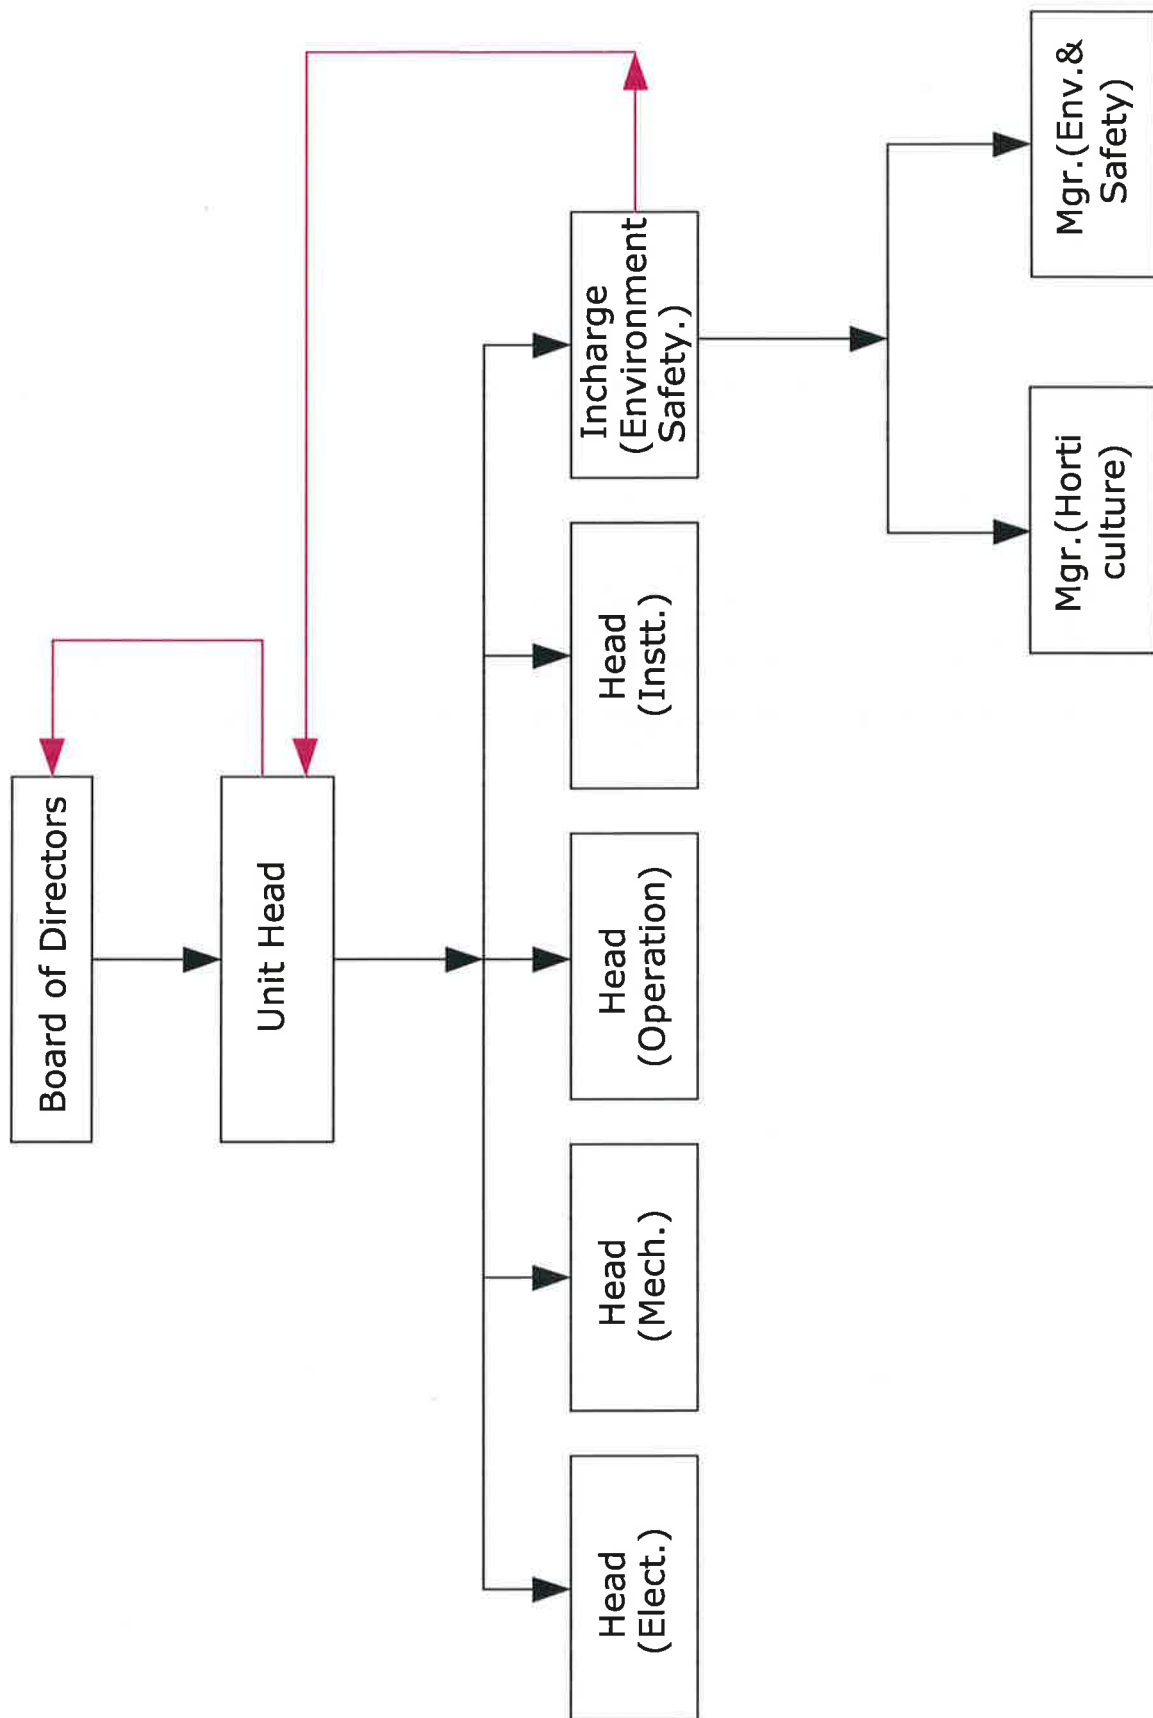 Board of Directors
Unit Head
Head
(Elect.)
Head
(Mech.)
Head
(Operation)
Head
(Instt.)
Incharge
(Environment
Safety.)
Mgr.(Horti
culture)
Mgr.(Env.&
Safety)